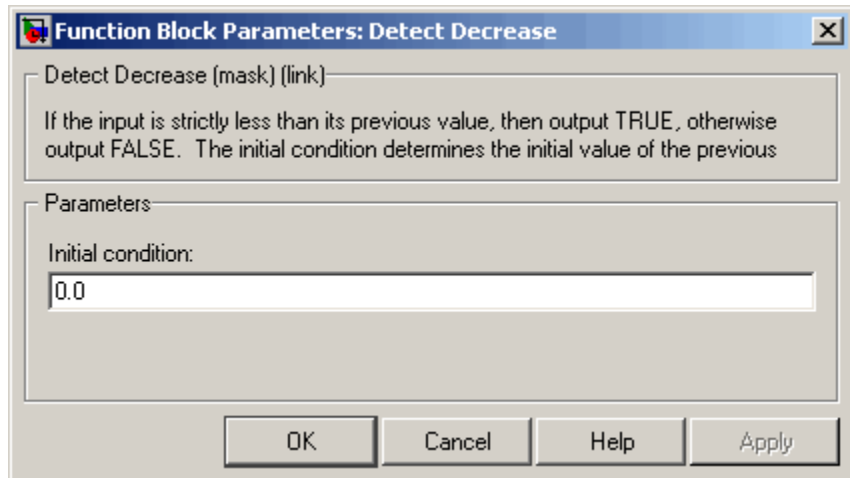 Function Block Parameters: Detect Decrease
Detect Decrease (mask) (link)
If the input is strictly less than its previous value, then output TRUE, otherwise
output FALSE.  The initial condition determines the initial value of the previous
Parameters
Initial condition:
0.0
OK Cancel Help Apply